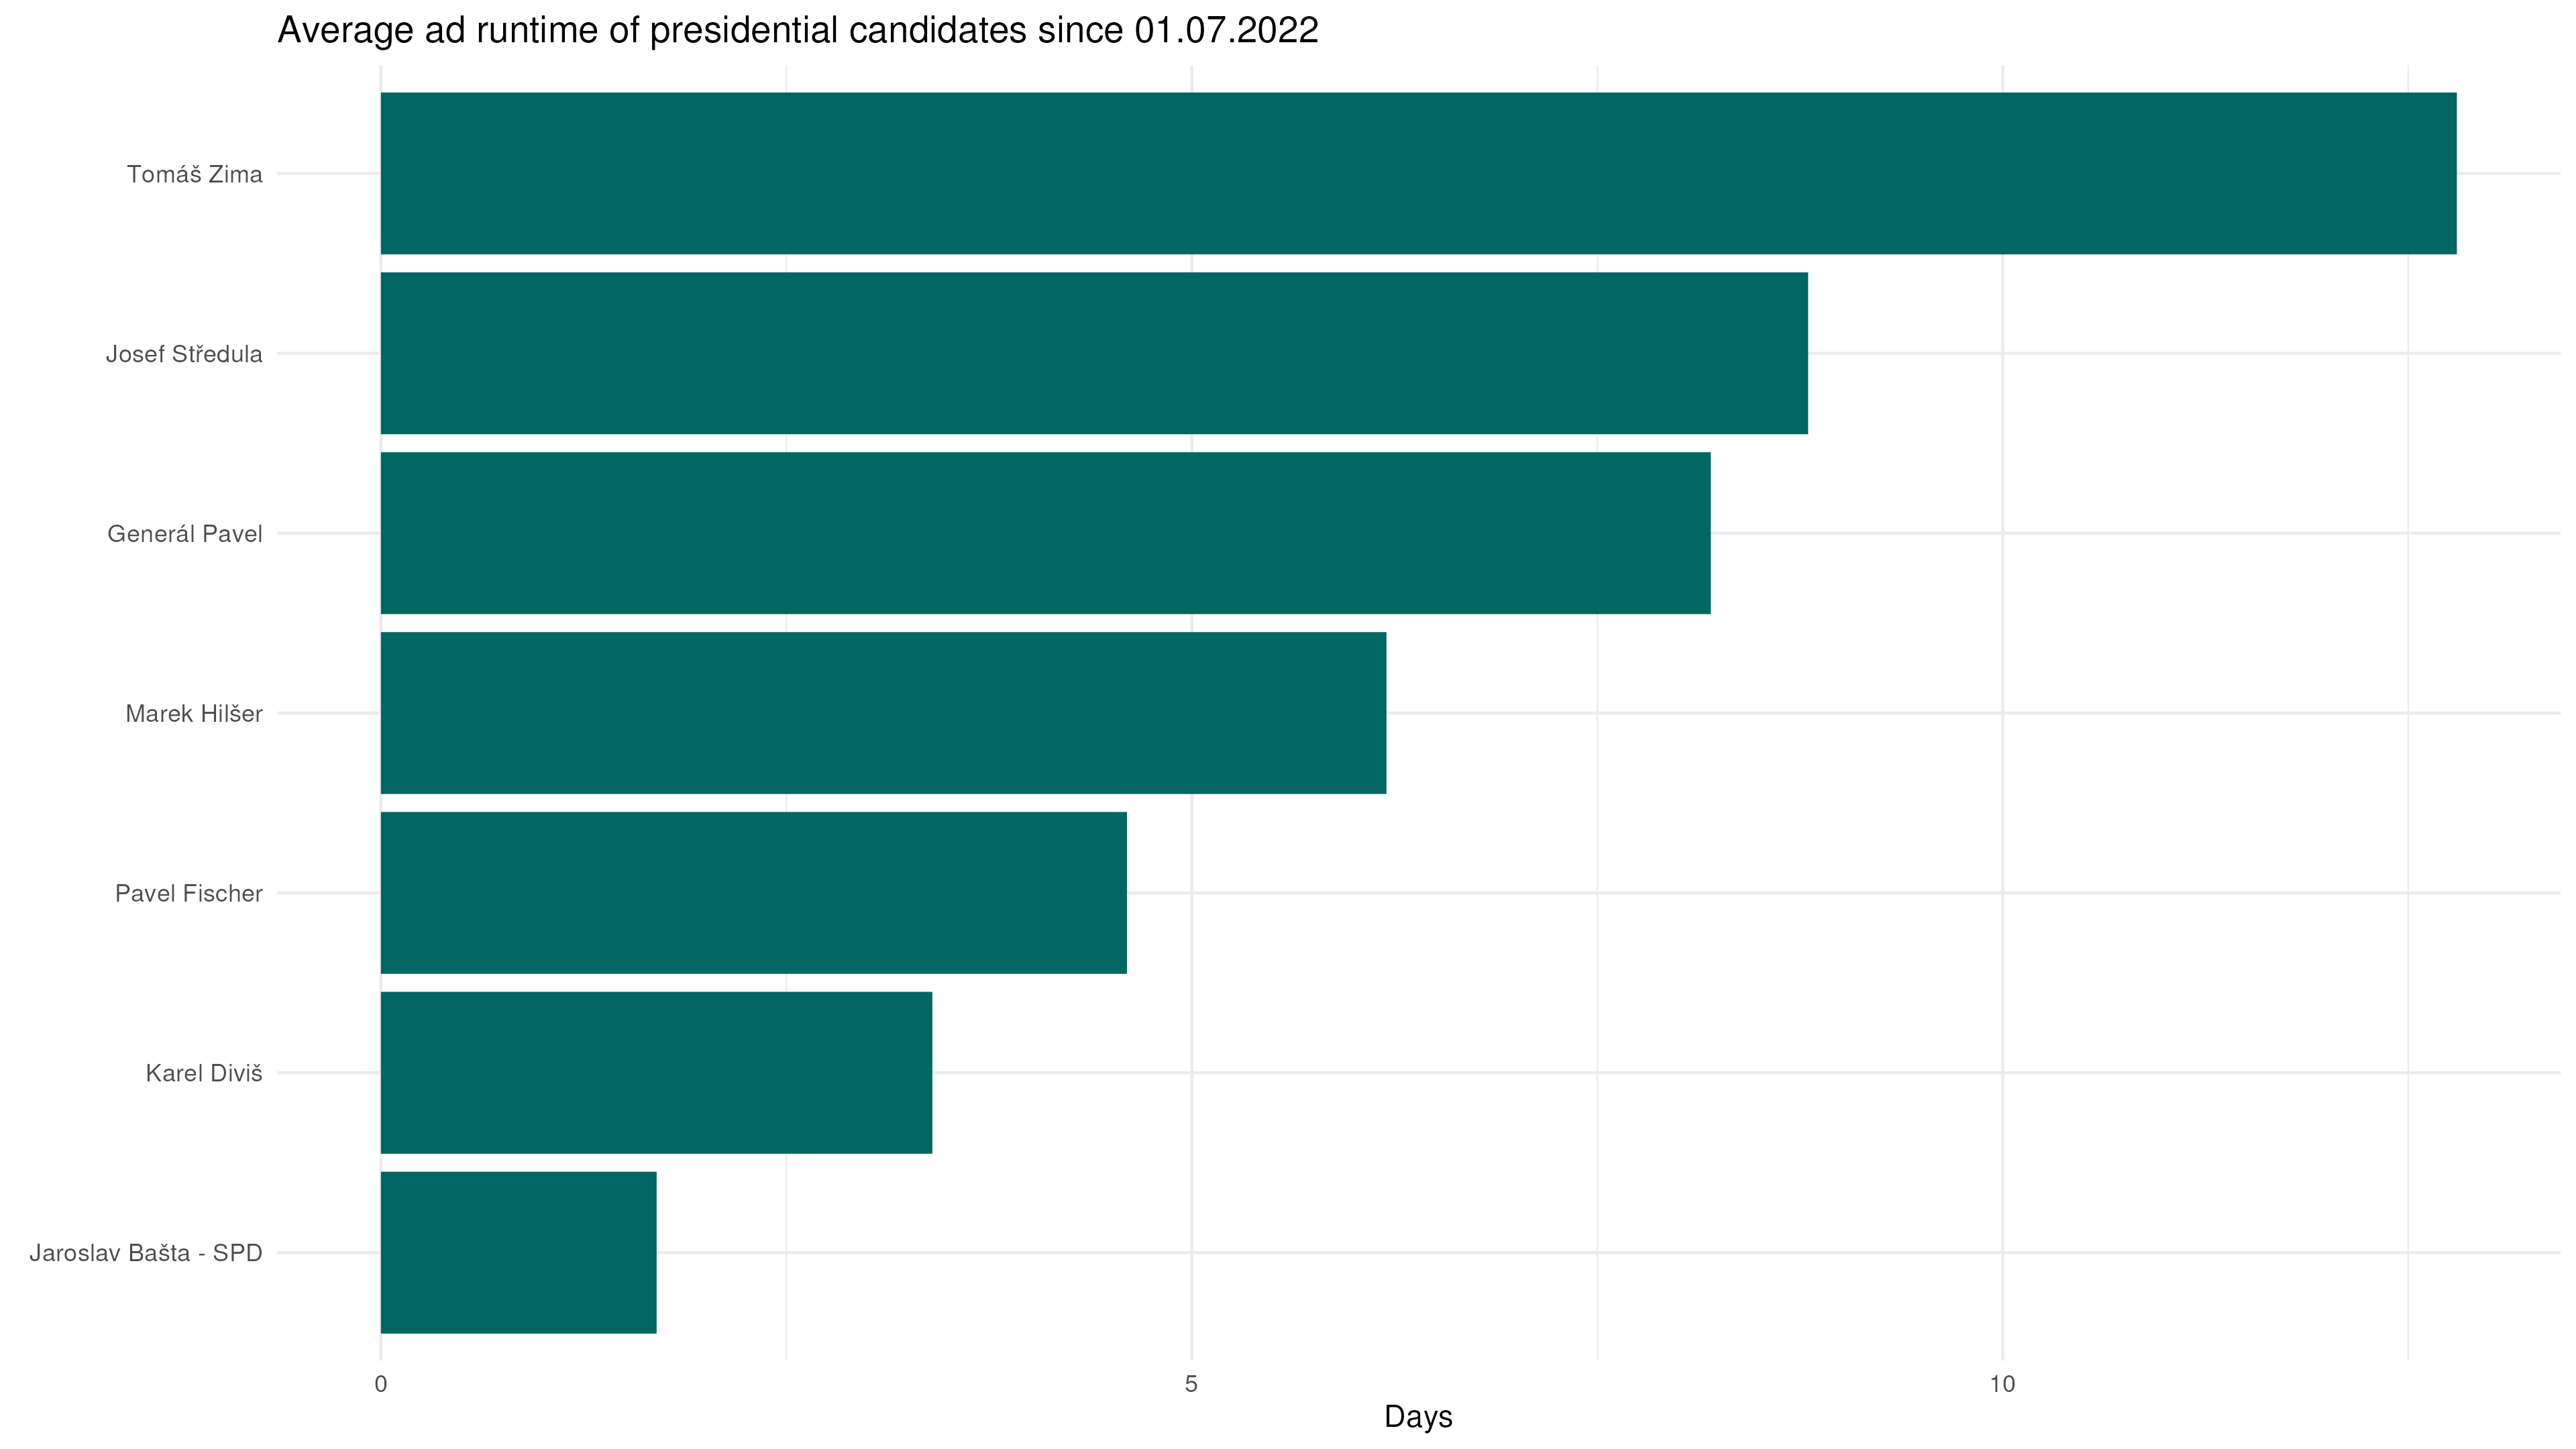 Average ad runtime of presidential candidates since 01.07.2022
Tomáš Zima
Josef Středula
Generál Pavel
Marek Hilšer
Pavel Fischer
Karel Diviš
Jaroslav Bašta - SPD
0 5 10
Days